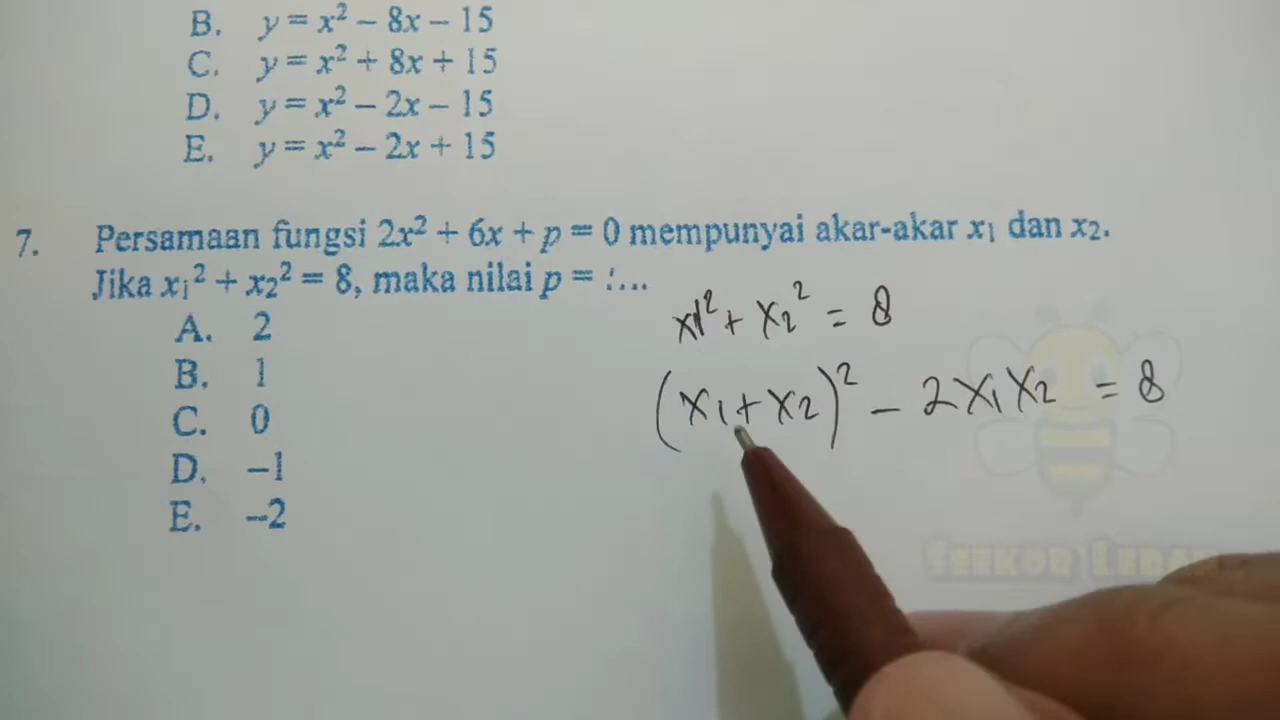 B. y = x² – 8x – 15
C. y = x² + 8x + 15
D. y = x² – 2x – 15
E. y = x² – 2x + 15
7. Persamaan fungsi 2x² + 6x + p = 0 mempunyai akar-akar x₁ dan x₂.
Jika x₁² + x₂² = 8, maka nilai p = ....
A. 2
B. 1
C. 0
D. –1
E. –2
x₁² + x₂² = 8
(x₁ + x₂)² – 2x₁x₂ = 8
SEEKOR LEBAH